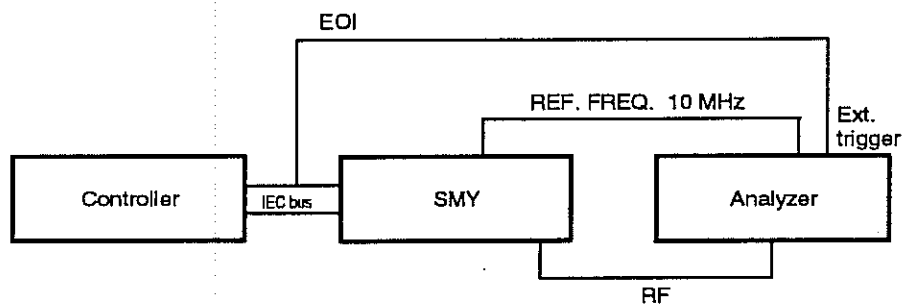 EOI
REF. FREQ. 10 MHz
Ext.
trigger
Controller
IEC bus
SMY
Analyzer
RF